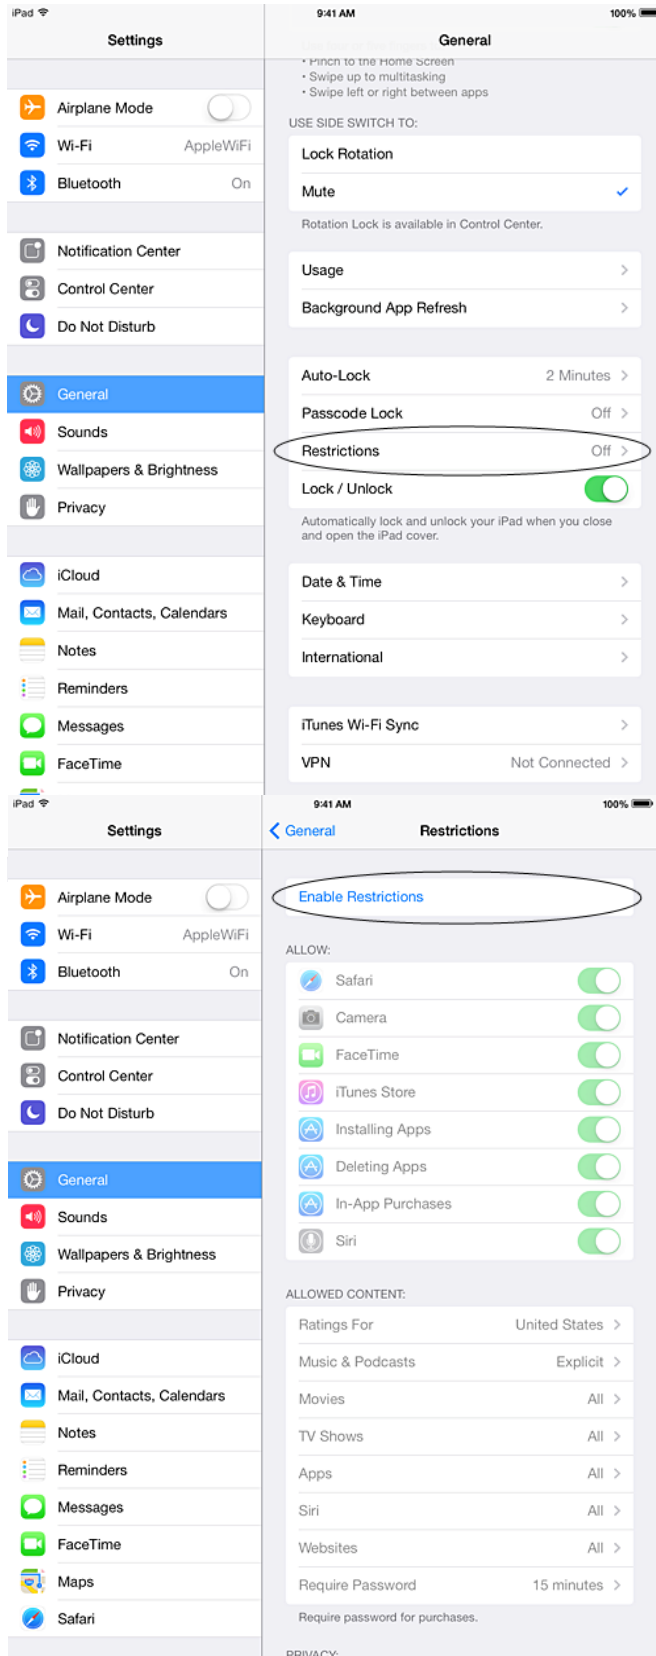 iPad 9:41 AM 100%
Settings
Airplane Mode
Wi-Fi AppleWiFi
Bluetooth On
Notification Center
Control Center
Do Not Disturb
General
Sounds
Wallpapers & Brightness
Privacy
iCloud
Mail, Contacts, Calendars
Notes
Reminders
Messages
FaceTime
General
• Pinch to the Home Screen
• Swipe up to multitasking
• Swipe left or right between apps
USE SIDE SWITCH TO:
Lock Rotation
Mute
Rotation Lock is available in Control Center.
Usage
Background App Refresh
Auto-Lock 2 Minutes
Passcode Lock Off
Restrictions Off
Lock / Unlock
Automatically lock and unlock your iPad when you close
and open the iPad cover.
Date & Time
Keyboard
International
iTunes Wi-Fi Sync
VPN Not Connected
iPad 9:41 AM 100%
Settings
Airplane Mode
Wi-Fi AppleWiFi
Bluetooth On
Notification Center
Control Center
Do Not Disturb
General
Sounds
Wallpapers & Brightness
Privacy
iCloud
Mail, Contacts, Calendars
Notes
Reminders
Messages
FaceTime
Maps
Safari
General Restrictions
Enable Restrictions
ALLOW:
Safari
Camera
FaceTime
iTunes Store
Installing Apps
Deleting Apps
In-App Purchases
Siri
ALLOWED CONTENT:
Ratings For United States
Music & Podcasts Explicit
Movies All
TV Shows All
Apps All
Siri All
Websites All
Require Password 15 minutes
Require password for purchases.
PRIVACY: